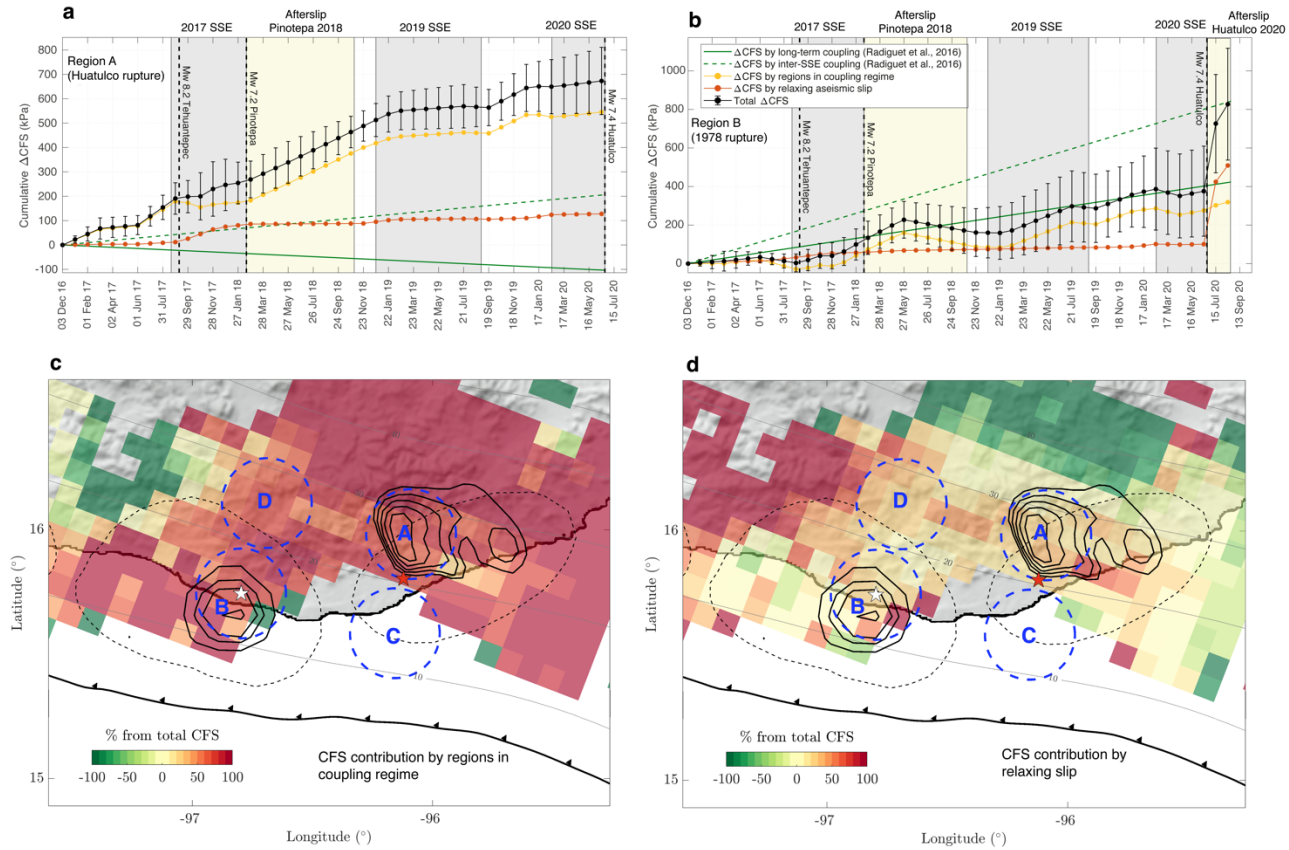 a
2017 SSE
Afterslip
Pinotepa 2018
2019 SSE
2020 SSE
Region A
(Huatulco rupture)
Mw 8.2 Tehuantepec
Mw 7.2 Pinotepa
Mw 7.4 Huatulco
Cumulative ΔCFS (kPa)
800
700
600
500
400
300
200
100
0
-100
03 Dec 16
01 Feb 17
02 Apr 17
01 Jun 17
31 Jul 17
29 Sep 17
28 Nov 17
27 Jan 18
28 Mar 18
27 May 18
26 Jul 18
24 Sep 18
23 Nov 18
22 Jan 19
23 Mar 19
22 May 19
21 Jul 19
19 Sep 19
18 Nov 19
17 Jan 20
17 Mar 20
16 May 20
15 Jul 20
b
2017 SSE
Afterslip
Pinotepa 2018
2019 SSE
2020 SSE
Afterslip
Huatulco 2020
ΔCFS by long-term coupling (Radiguet et al., 2016)
ΔCFS by inter-SSE coupling (Radiguet et al., 2016)
ΔCFS by regions in coupling regime
ΔCFS by relaxing aseismic slip
Total ΔCFS
Region B
(1978 rupture)
Mw 8.2 Tehuantepec
Mw 7.2 Pinotepa
Mw 7.4 Huatulco
Cumulative ΔCFS (kPa)
1000
800
600
400
200
0
03 Dec 16
01 Feb 17
02 Apr 17
01 Jun 17
31 Jul 17
29 Sep 17
28 Nov 17
27 Jan 18
28 Mar 18
27 May 18
26 Jul 18
24 Sep 18
23 Nov 18
22 Jan 19
23 Mar 19
22 May 19
21 Jul 19
19 Sep 19
18 Nov 19
17 Jan 20
17 Mar 20
16 May 20
15 Jul 20
13 Sep 20
c
D
A
B
C
10
16
15
Latitude (°)
% from total CFS
-100 -50 0 50 100
CFS contribution by regions in
coupling regime
-97
-96
Longitude (°)
d
30
20
D
A
B
C
10
16
15
Latitude (°)
% from total CFS
-100 -50 0 50 100
CFS contribution by
relaxing slip
-97
-96
Longitude (°)